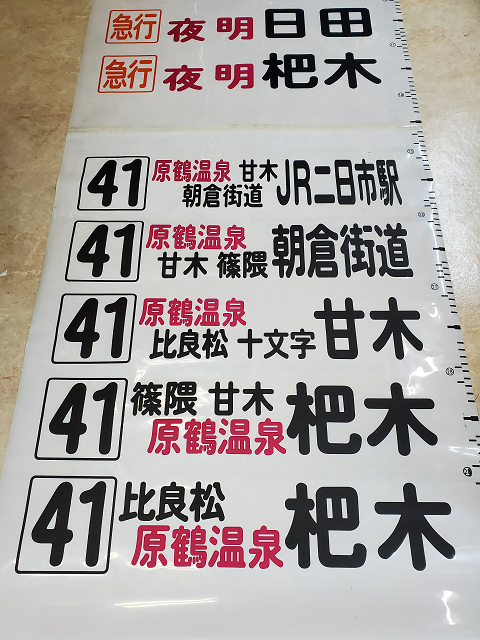 急行 夜明 日田
急行 夜明 杷木
41 原鶴温泉 甘木 朝倉街道 JR二日市駅
41 原鶴温泉 甘木 篠隈 朝倉街道
41 原鶴温泉 比良松 十文字 甘木
41 篠隈 甘木 原鶴温泉 杷木
41 比良松 原鶴温泉 杷木